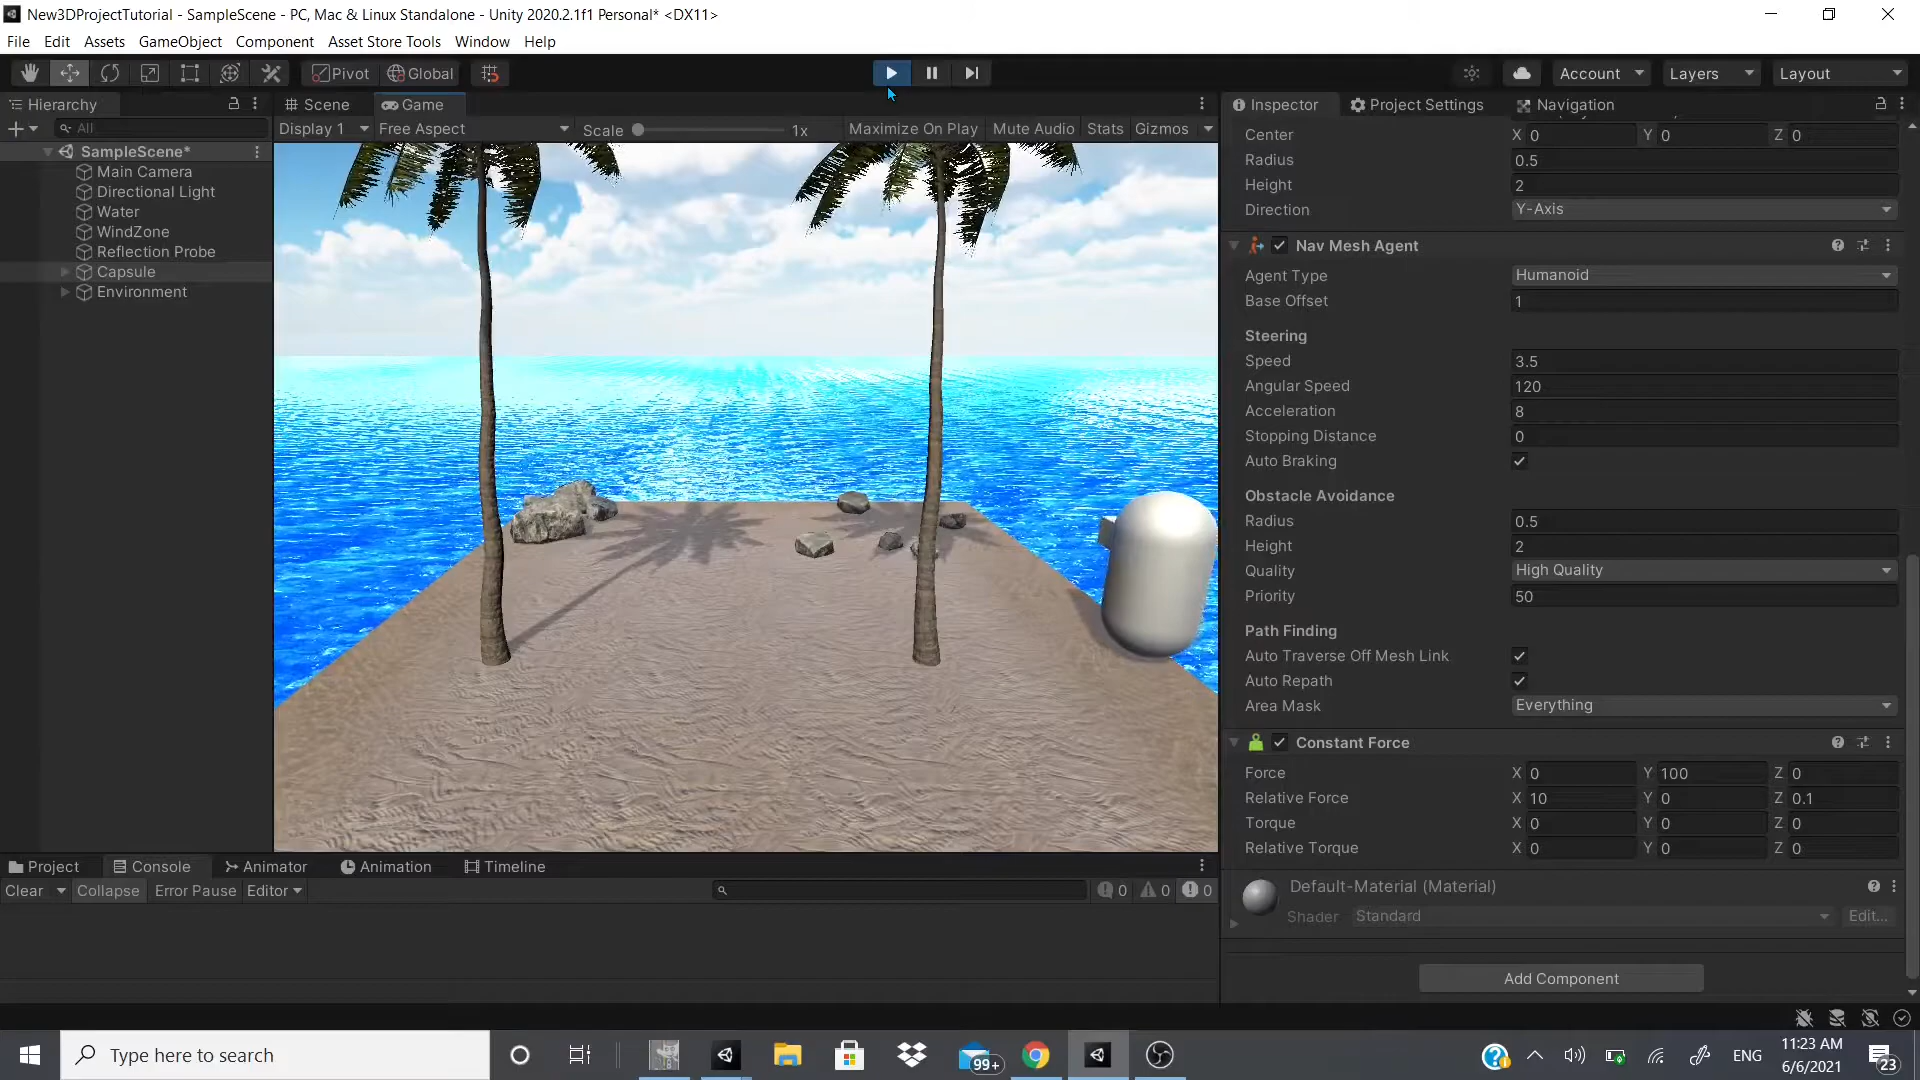 New3DProjectTutorial - SampleScene - PC, Mac & Linux Standalone - Unity 2020.2.1f1 Personal* <DX11>
File Edit Assets GameObject Component Asset Store Tools Window Help
Pivot Global Account Layers Layout
Hierarchy
All
SampleScene*
Main Camera
Directional Light
Water
WindZone
Reflection Probe
Capsule
Environment
Scene Game
Display 1 Free Aspect Scale 1x Maximize On Play Mute Audio Stats Gizmos
Inspector Project Settings Navigation
Center X 0 Y 0 Z 0
Radius 0.5
Height 2
Direction Y-Axis
Nav Mesh Agent
Agent Type Humanoid
Base Offset 1
Steering
Speed 3.5
Angular Speed 120
Acceleration 8
Stopping Distance 0
Auto Braking
Obstacle Avoidance
Radius 0.5
Height 2
Quality High Quality
Priority 50
Path Finding
Auto Traverse Off Mesh Link
Auto Repath
Area Mask Everything
Constant Force
Force X 0 Y 100 Z 0
Relative Force X 10 Y 0 Z 0.1
Torque X 0 Y 0 Z 0
Relative Torque X 0 Y 0 Z 0
Default-Material (Material)
Shader Standard Edit...
Add Component
Project Console Animator Animation Timeline
Clear Collapse Error Pause Editor 0 0 0
Type here to search
99+
ENG
11:23 AM
6/6/2021
23